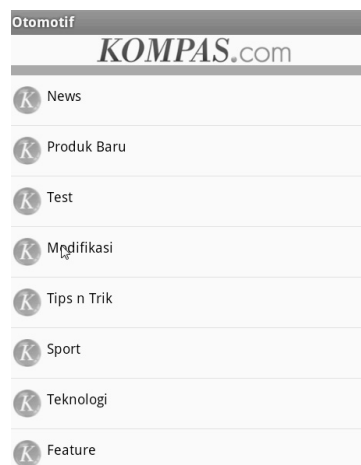 Otomotif
KOMPAS.com
K News
K Produk Baru
K Test
K Modifikasi
K Tips n Trik
K Sport
K Teknologi
K Feature